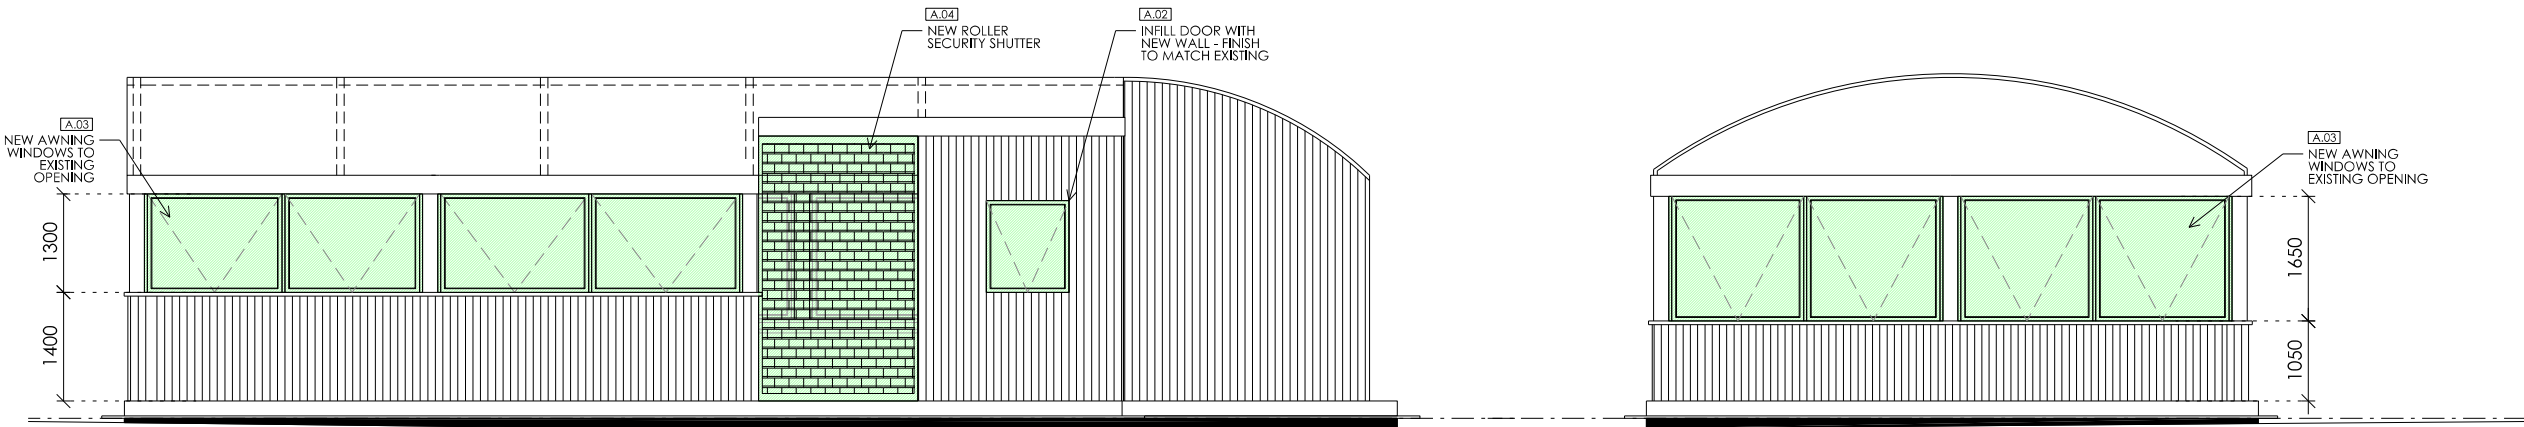 A.04
NEW ROLLER
SECURITY SHUTTER
A.02
INFILL DOOR WITH
NEW WALL - FINISH
TO MATCH EXISTING
A.03
NEW AWNING
WINDOWS TO
EXISTING
OPENING
1300
1400
A.03
NEW AWNING
WINDOWS TO
EXISTING OPENING
1650
1050